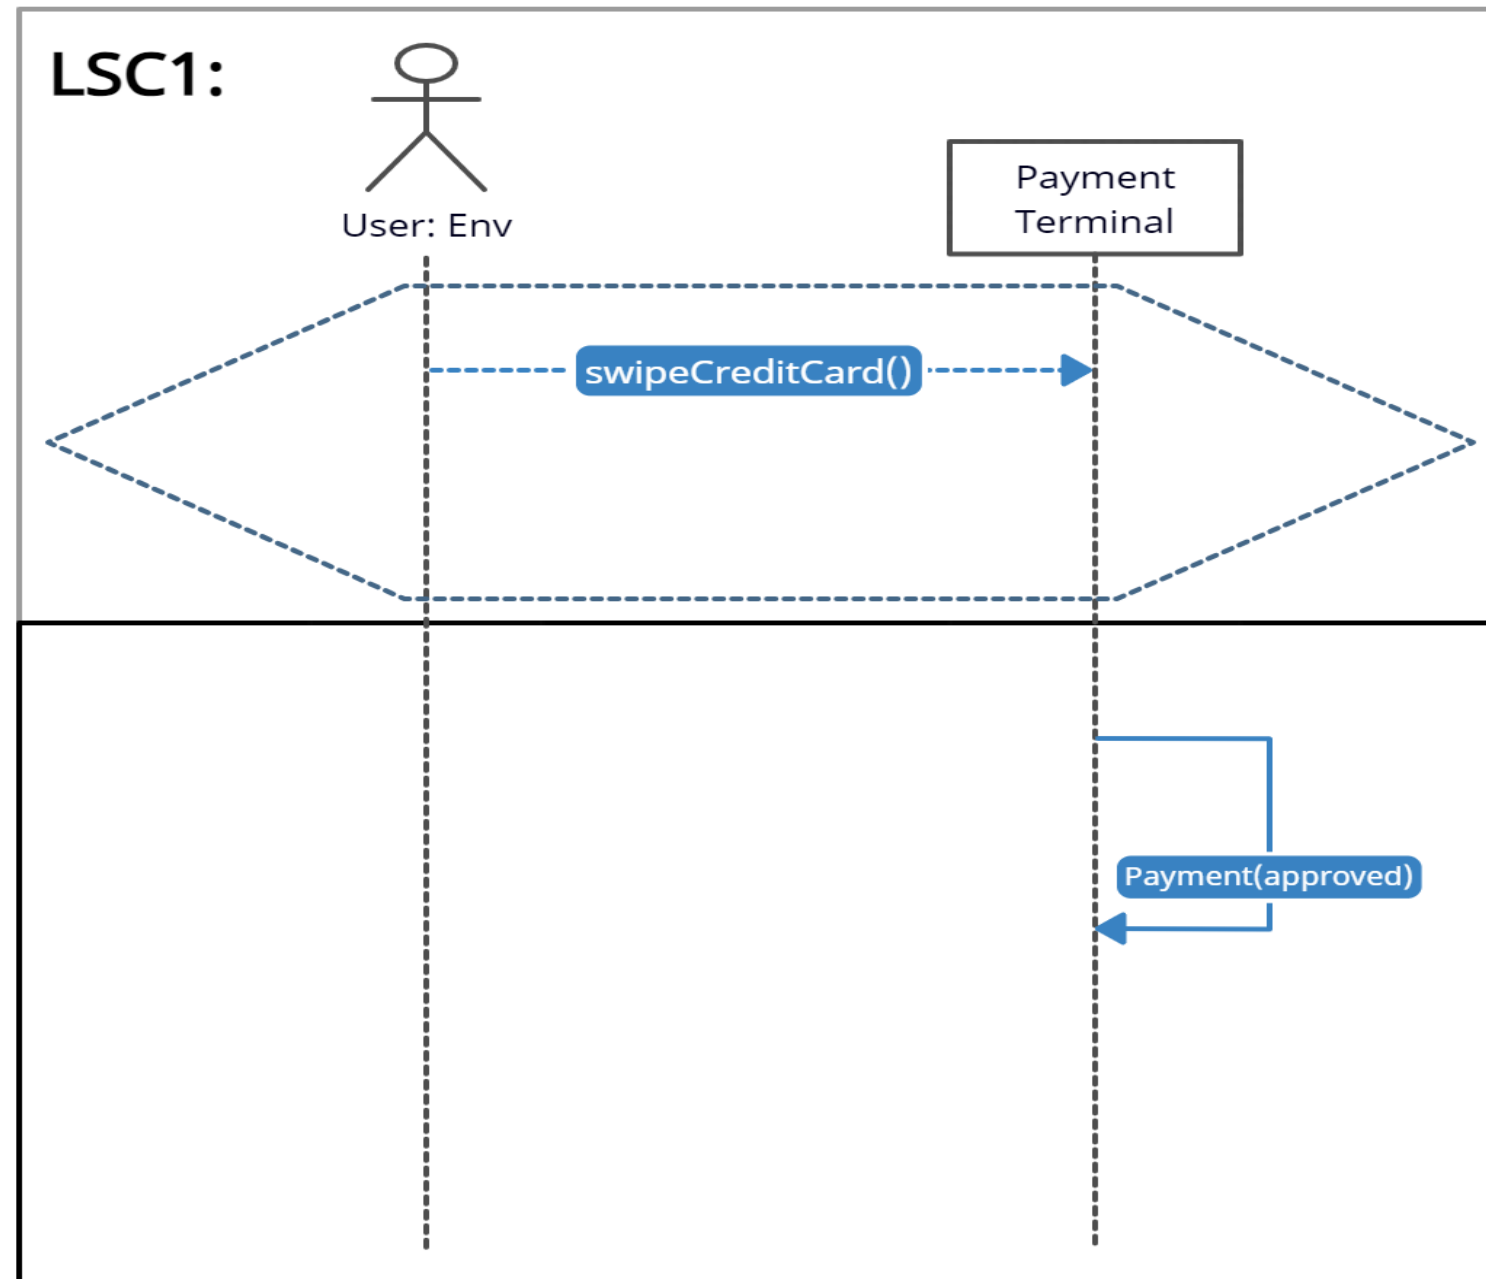 LSC1:
User: Env
Payment
Terminal
swipeCreditCard()
Payment(approved)